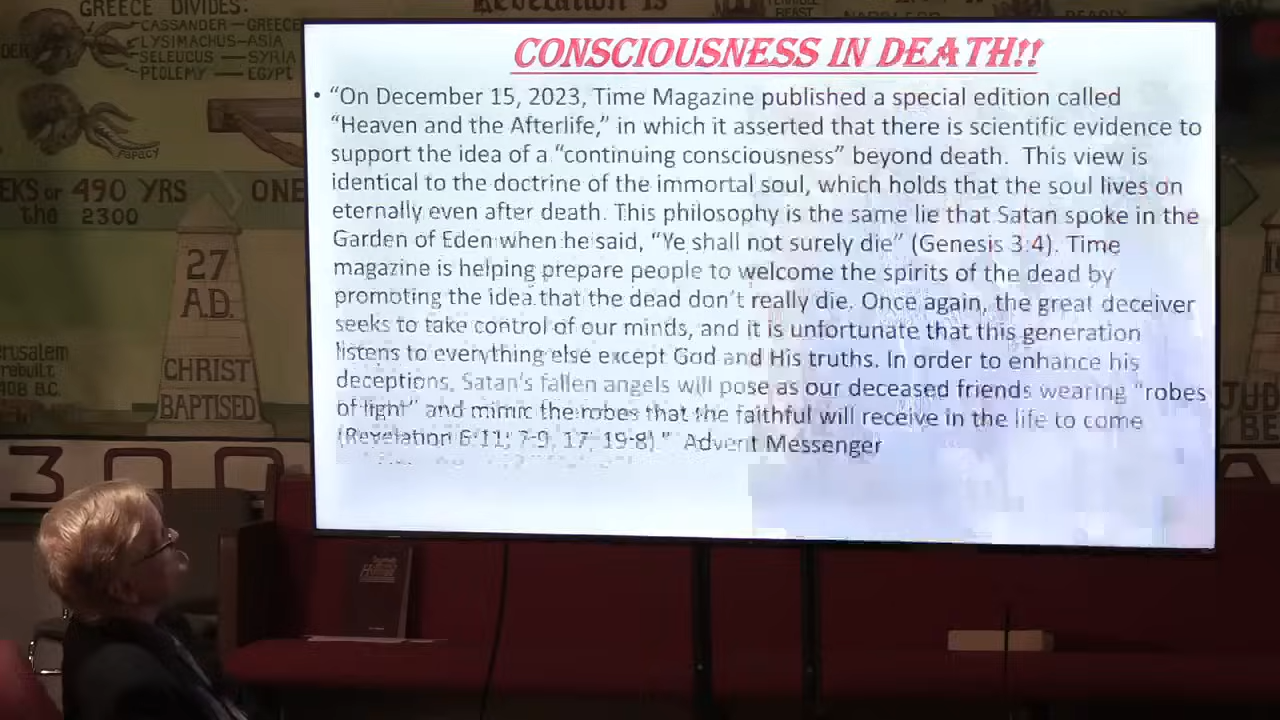 GREECE DIVIDES:
CASSANDER—GREECE
LYSIMACHUS—ASIA
SELEUCUS — SYRIA
PTOLEMY — EGYPT
PAPACY
Revelation is
BEAST
DEADLY
EKS or 490 YRS
ONE
the 2300
27
A.D.
CHRIST
BAPTISED
erusalem
rebuilt
408 B.C.
300
CONSCIOUSNESS IN DEATH!!
• “On December 15, 2023, Time Magazine published a special edition called
“Heaven and the Afterlife,” in which it asserted that there is scientific evidence to
support the idea of a “continuing consciousness” beyond death. This view is
identical to the doctrine of the immortal soul, which holds that the soul lives on
eternally even after death. This philosophy is the same lie that Satan spoke in the
Garden of Eden when he said, “Ye shall not surely die” (Genesis 3:4). Time
magazine is helping prepare people to welcome the spirits of the dead by
promoting the idea that the dead don’t really die. Once again, the great deceiver
seeks to take control of our minds, and it is unfortunate that this generation
listens to everything else except God and His truths. In order to enhance his
deceptions, Satan’s fallen angels will pose as our deceased friends wearing “robes
of light” and mimic the robes that the faithful will receive in the life to come
(Revelation 6:11; 7-9, 17, 19-8).” Advent Messenger